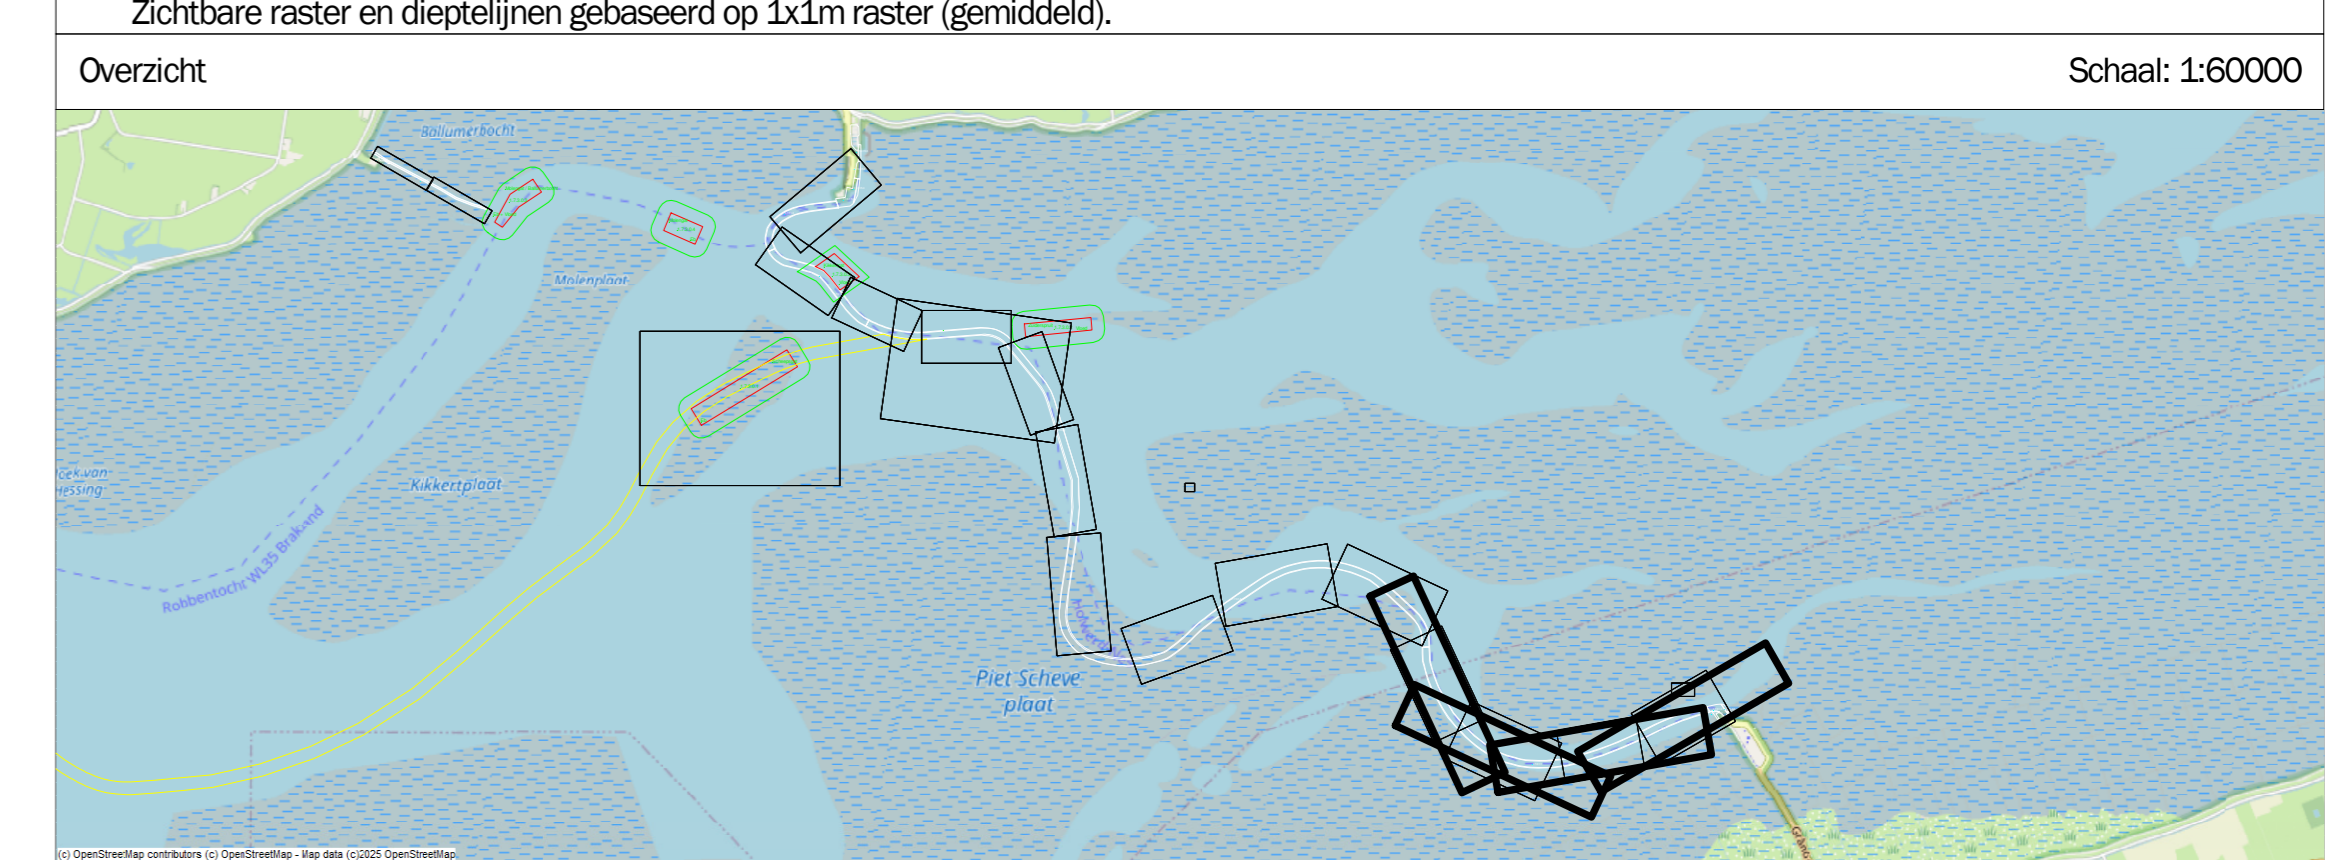 Zichtbare raster en dieptelijnen gebaseerd op 1x1m raster (gemiddeld).
Overzicht
Schaal: 1:60000
Ballumerbocht
Molenplaat
Kikkertplaat
Robbentocht WL35 Brakzand
Piet Scheve
plaat
(c) OpenStreetMap contributors (c) OpenStreetMap - Map data (c)2025 OpenStreetMap